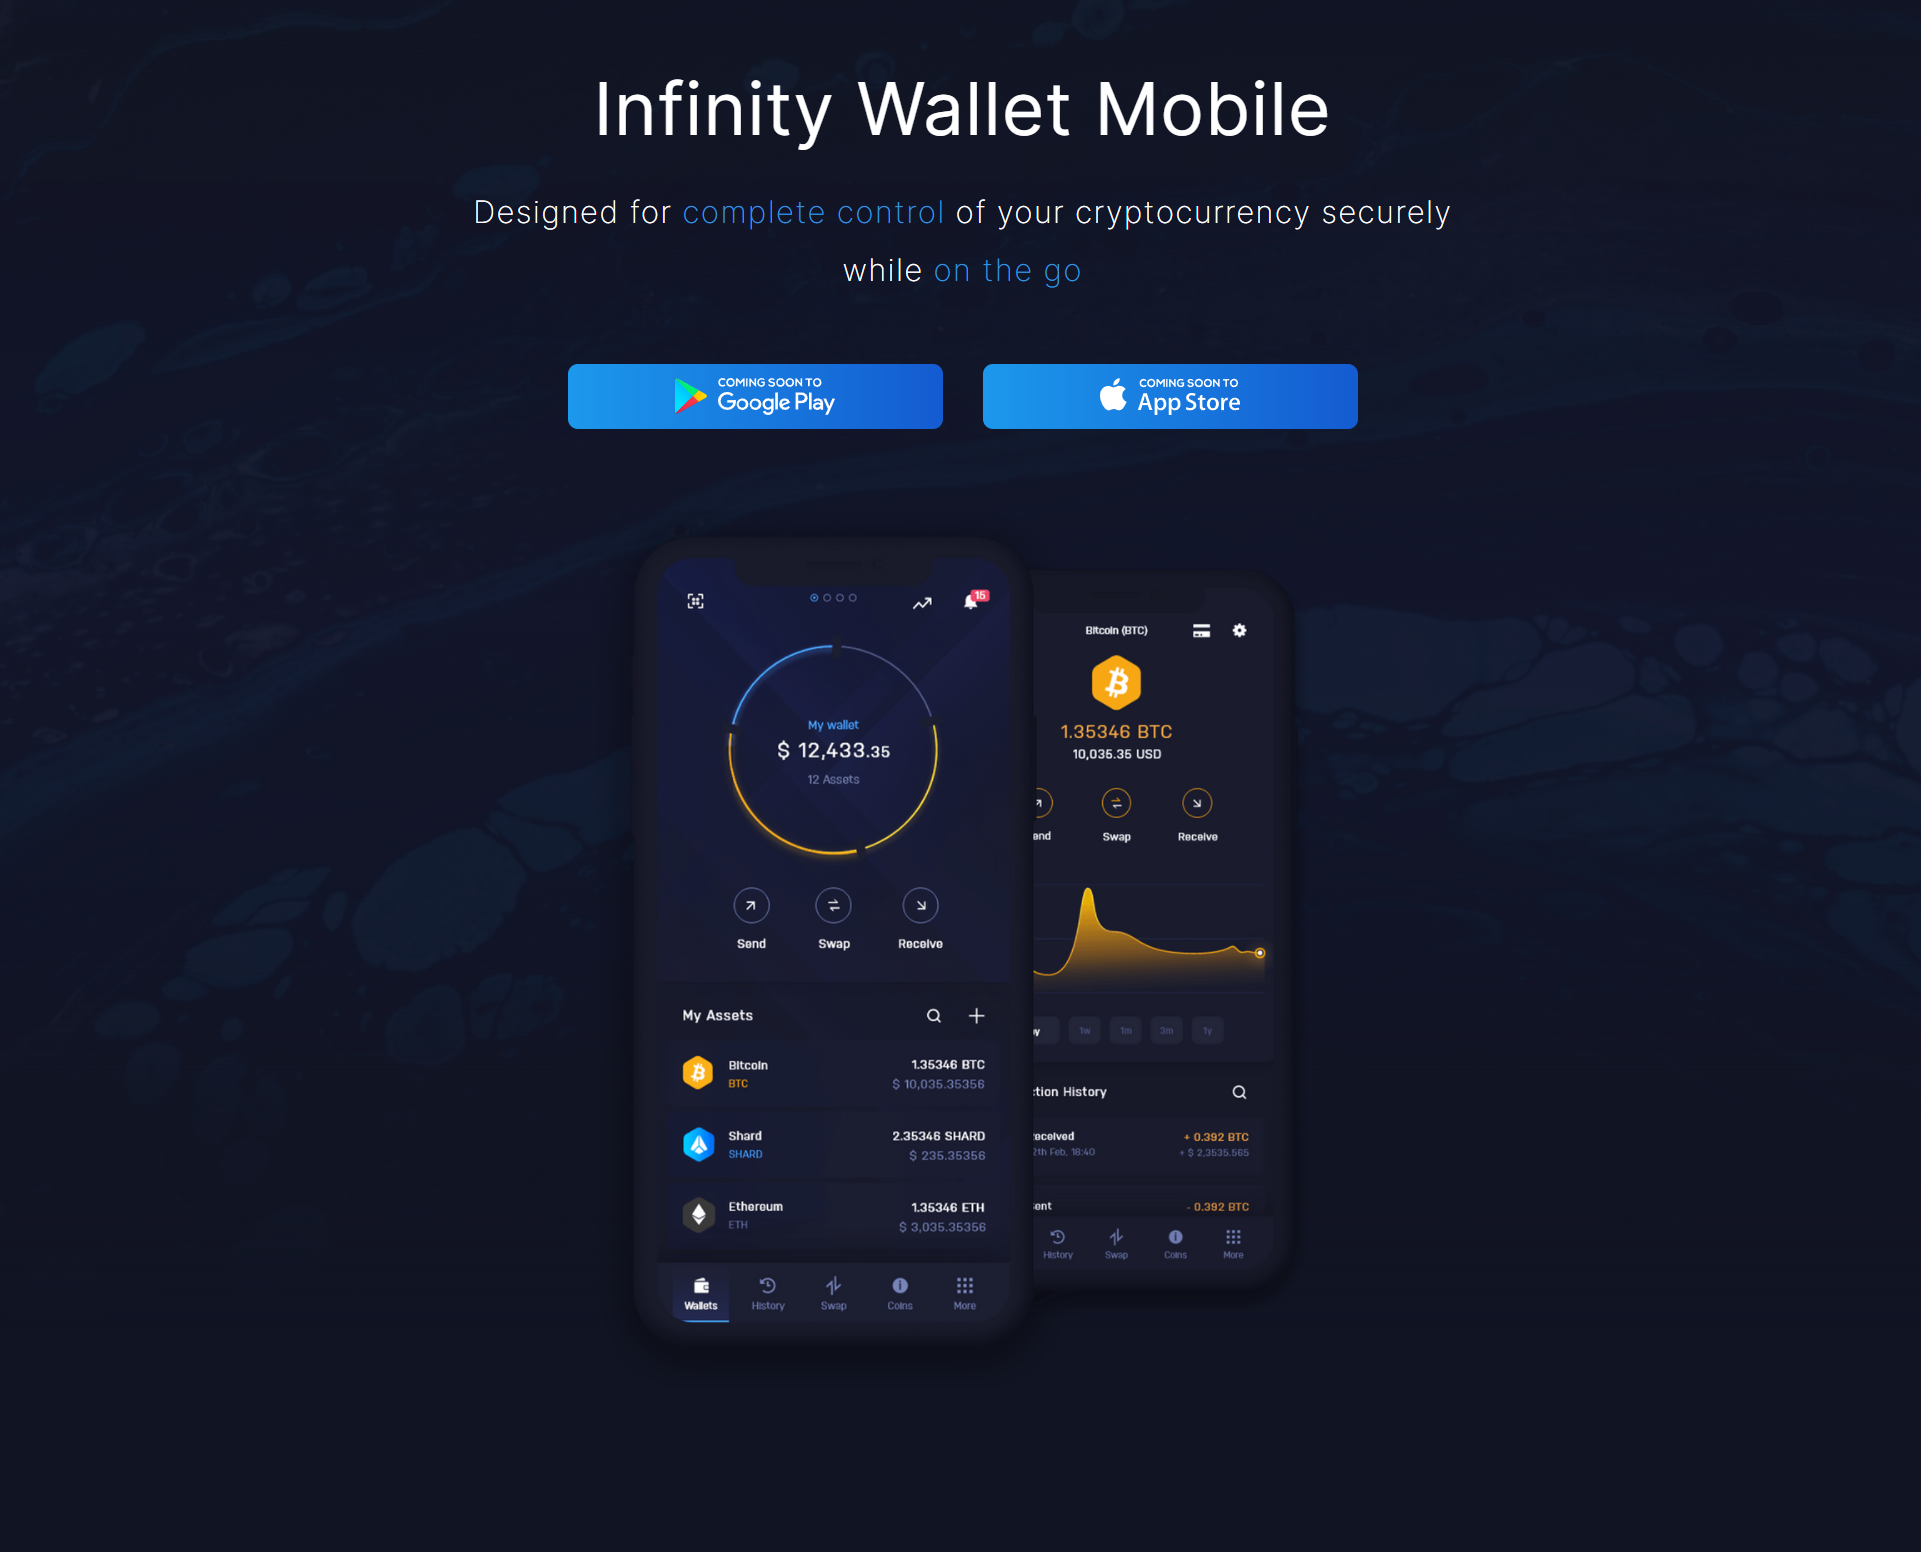 Infinity Wallet Mobile
Designed for complete control of your cryptocurrency securely
while on the go
COMING SOON TO
Google Play
COMING SOON TO
App Store
15
My wallet
$ 12,433.35
12 Assets
Send Swap Receive
My Assets
Bitcoin 1.35346 BTC
BTC $ 10,035.35356
Shard 2.35346 SHARD
SHARD $ 235.35356
Ethereum 1.35346 ETH
ETH $ 3,035.35356
Wallets History Swap Coins More
Bitcoin (BTC)
1.35346 BTC
10,035.35 USD
end Swap Receive
1w 1m 3m 1y
ction History
eceived + 0.392 BTC
2th Feb, 18:40 + $ 2,3535.565
ent - 0.392 BTC
History Swap Coins More